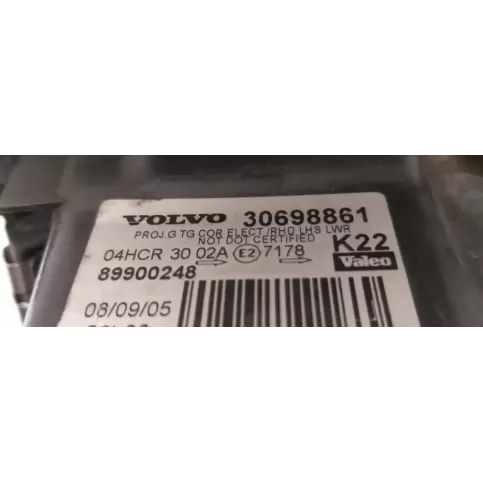 VOLVO 30698861
PROJ.G TG COR ELECT/RHD LHS LWR
NOT DOT CERTIFIED
K22
04HCR 30 02A E2 7178
Valeo
89900248
08/09/05